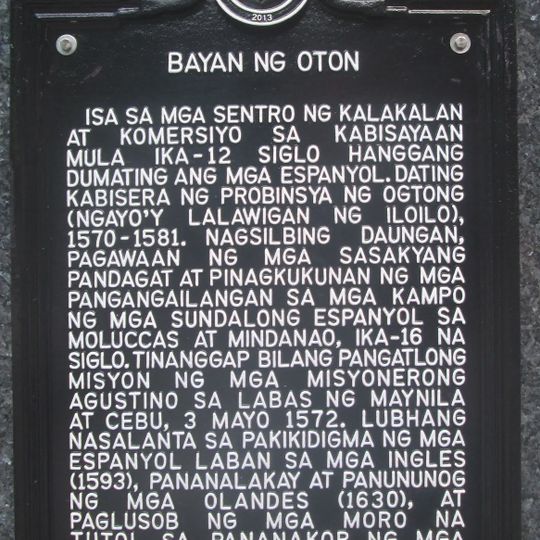 2013
BAYAN NG OTON
ISA SA MGA SENTRO NG KALAKALAN
AT KOMERSIYO SA KABISAYAAN
MULA IKA-12 SIGLO HANGGANG
DUMATING ANG MGA ESPANYOL. DATING
KABISERA NG PROBINSYA NG OGTONG
(NGAYO'Y LALAWIGAN NG ILOILO),
1570-1581. NAGSILBING DAUNGAN,
PAGAWAAN NG MGA SASAKYANG
PANDAGAT AT PINAGKUKUNAN NG MGA
PANGANGAILANGAN SA MGA KAMPO
NG MGA SUNDALONG ESPANYOL SA
MOLUCCAS AT MINDANAO, IKA-16 NA
SIGLO. TINANGGAP BILANG PANGATLONG
MISYON NG MGA MISYONERONG
AGUSTINO SA LABAS NG MAYNILA
AT CEBU, 3 MAYO 1572. LUBHANG
NASALANTA SA PAKIKIDIGMA NG MGA
ESPANYOL LABAN SA MGA INGLES
(1593), PANANALAKAY AT PANUNUNOG
NG MGA OLANDES (1630), AT
PAGLUSOB NG MGA MORO NA
TUTOL SA PANANAKOP NG MGA